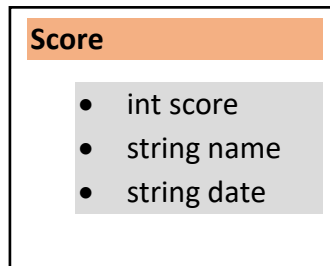 Score
• int score
• string name
• string date